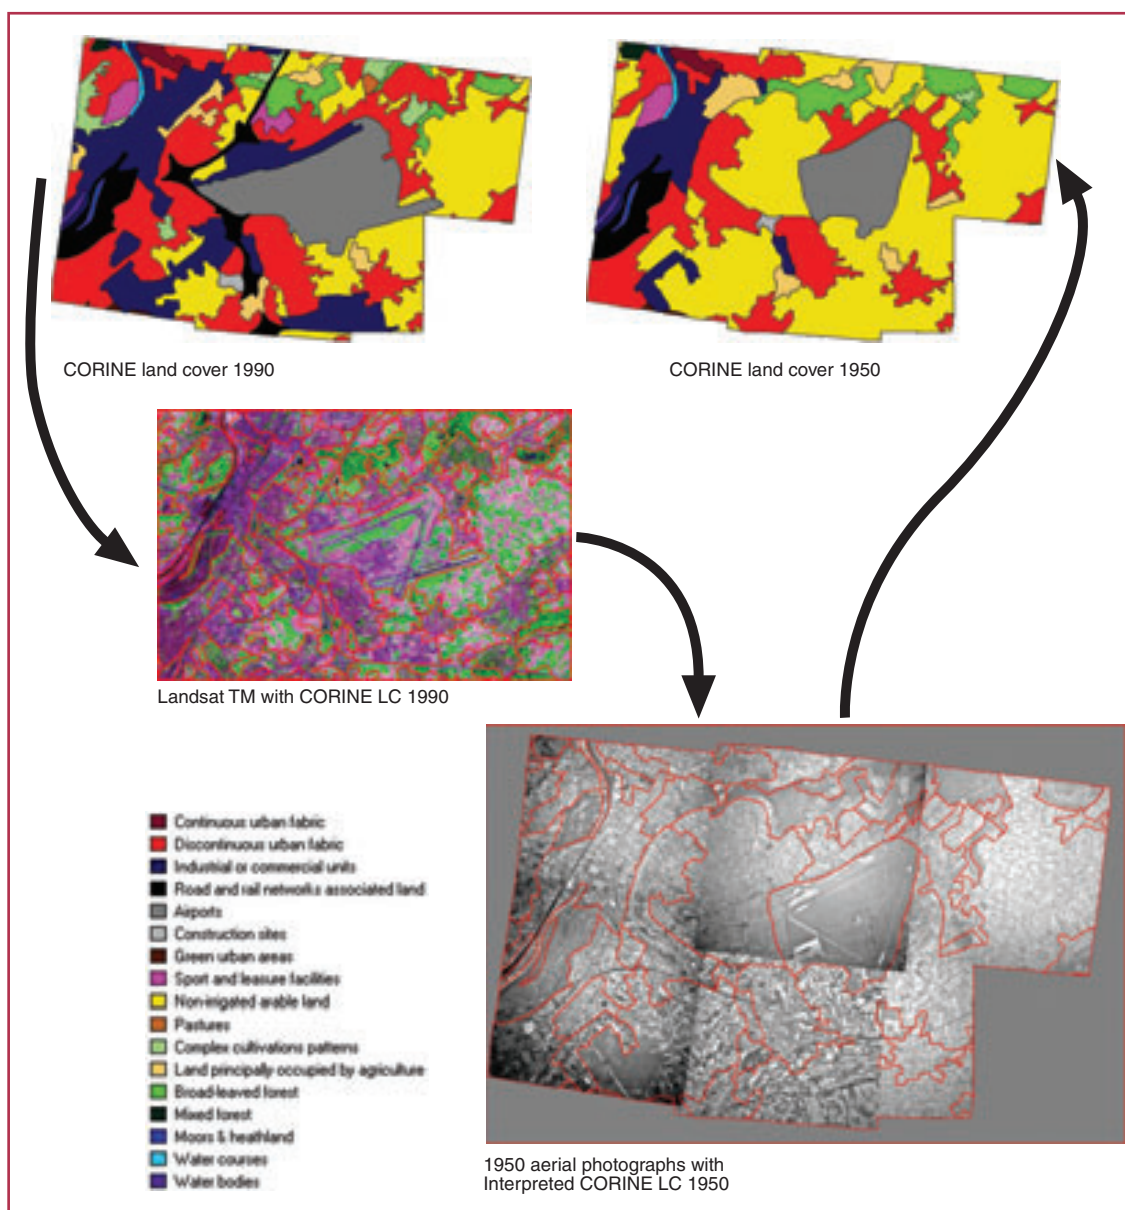 CORINE land cover 1990
CORINE land cover 1950
Landsat TM with CORINE LC 1990
Continuous urban fabric
Discontinuous urban fabric
Industrial or commercial units
Road and rail networks associated land
Airports
Construction sites
Green urban areas
Sport and leasure facilities
Non-irrigated arable land
Pastures
Complex cultivations patterns
Land principally occupied by agriculture
Broad-leaved forest
Mixed forest
Moors & heathland
Water courses
Water bodies
1950 aerial photographs with
Interpreted CORINE LC 1950